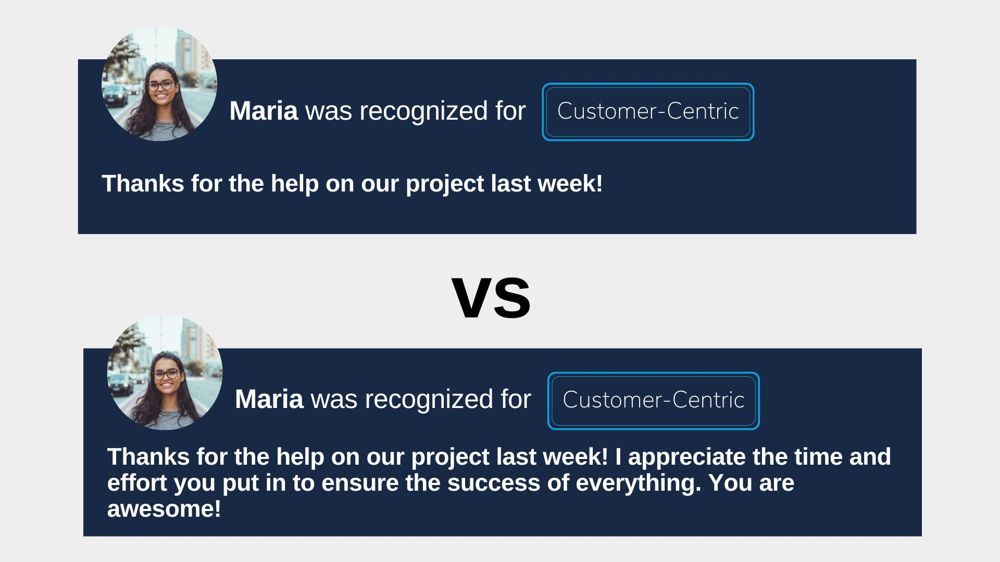 Maria was recognized for Customer-Centric
Thanks for the help on our project last week!
vs
Maria was recognized for Customer-Centric
Thanks for the help on our project last week! I appreciate the time and
effort you put in to ensure the success of everything. You are
awesome!